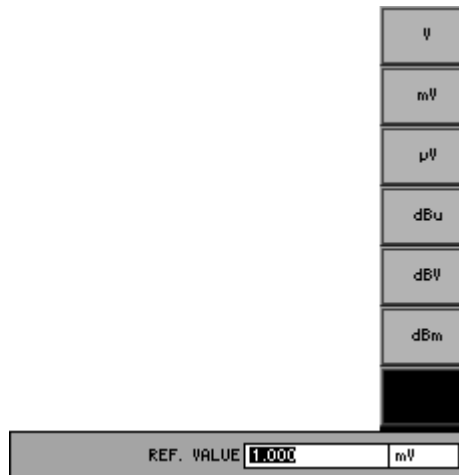 V
mV
µV
dBu
dBV
dBm
REF. VALUE 1.000 mV